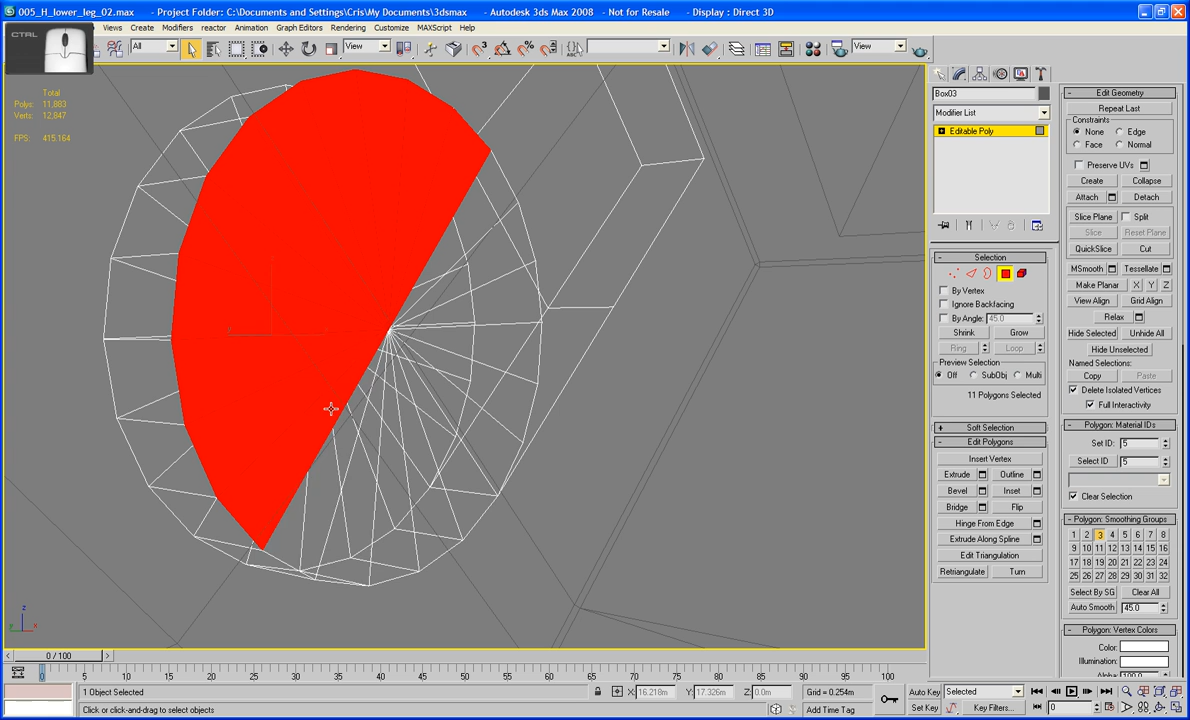 005_H_lower_leg_02.max - Project Folder: C:\Documents and Settings\Cris\My Documents\3dsmax - Autodesk 3ds Max 2008 - Not for Resale - Display : Direct 3D
CTRL
Views Create Modifiers reactor Animation Graph Editors Rendering Customize MAXScript Help
All View View
Total
Polys: 11,883
Verts: 12,047
FPS: 415.164
Box03
Modifier List
Editable Poly
Selection
By Vertex
Ignore Backfacing
By Angle: 45.0
Shrink Grow
Ring Loop
Preview Selection
Off SubObj Multi
11 Polygons Selected
Soft Selection
Edit Polygons
Insert Vertex
Extrude Outline
Bevel Inset
Bridge Flip
Hinge From Edge
Extrude Along Spline
Edit Triangulation
Retriangulate Turn
Edit Geometry
Repeat Last
Constraints
None Edge
Face Normal
Preserve UVs
Create Collapse
Attach Detach
Slice Plane Split
Slice Reset Plane
QuickSlice Cut
MSmooth Tessellate
Make Planar X Y Z
View Align Grid Align
Relax
Hide Selected Unhide All
Hide Unselected
Named Selections:
Copy Paste
Delete Isolated Vertices
Full Interactivity
Polygon: Material IDs
Set ID: 5
Select ID 5
Clear Selection
Polygon: Smoothing Groups
1 2 3 4 5 6 7 8
9 10 11 12 13 14 15 16
17 18 19 20 21 22 23 24
25 26 27 28 29 30 31 32
Select By SG Clear All
Auto Smooth 45.0
Polygon: Vertex Colors
Color:
Illumination:
z
y x
0 / 100
0 5 10 15 20 25 30 35 40 45 50 55 60 65 70 75 80 85 90 95 100
1 Object Selected X: 16.218m Y: 17.326m Z: 0.0m Grid = 0.254m Auto Key Selected
Click or click-and-drag to select objects Add Time Tag Set Key Key Filters... 0